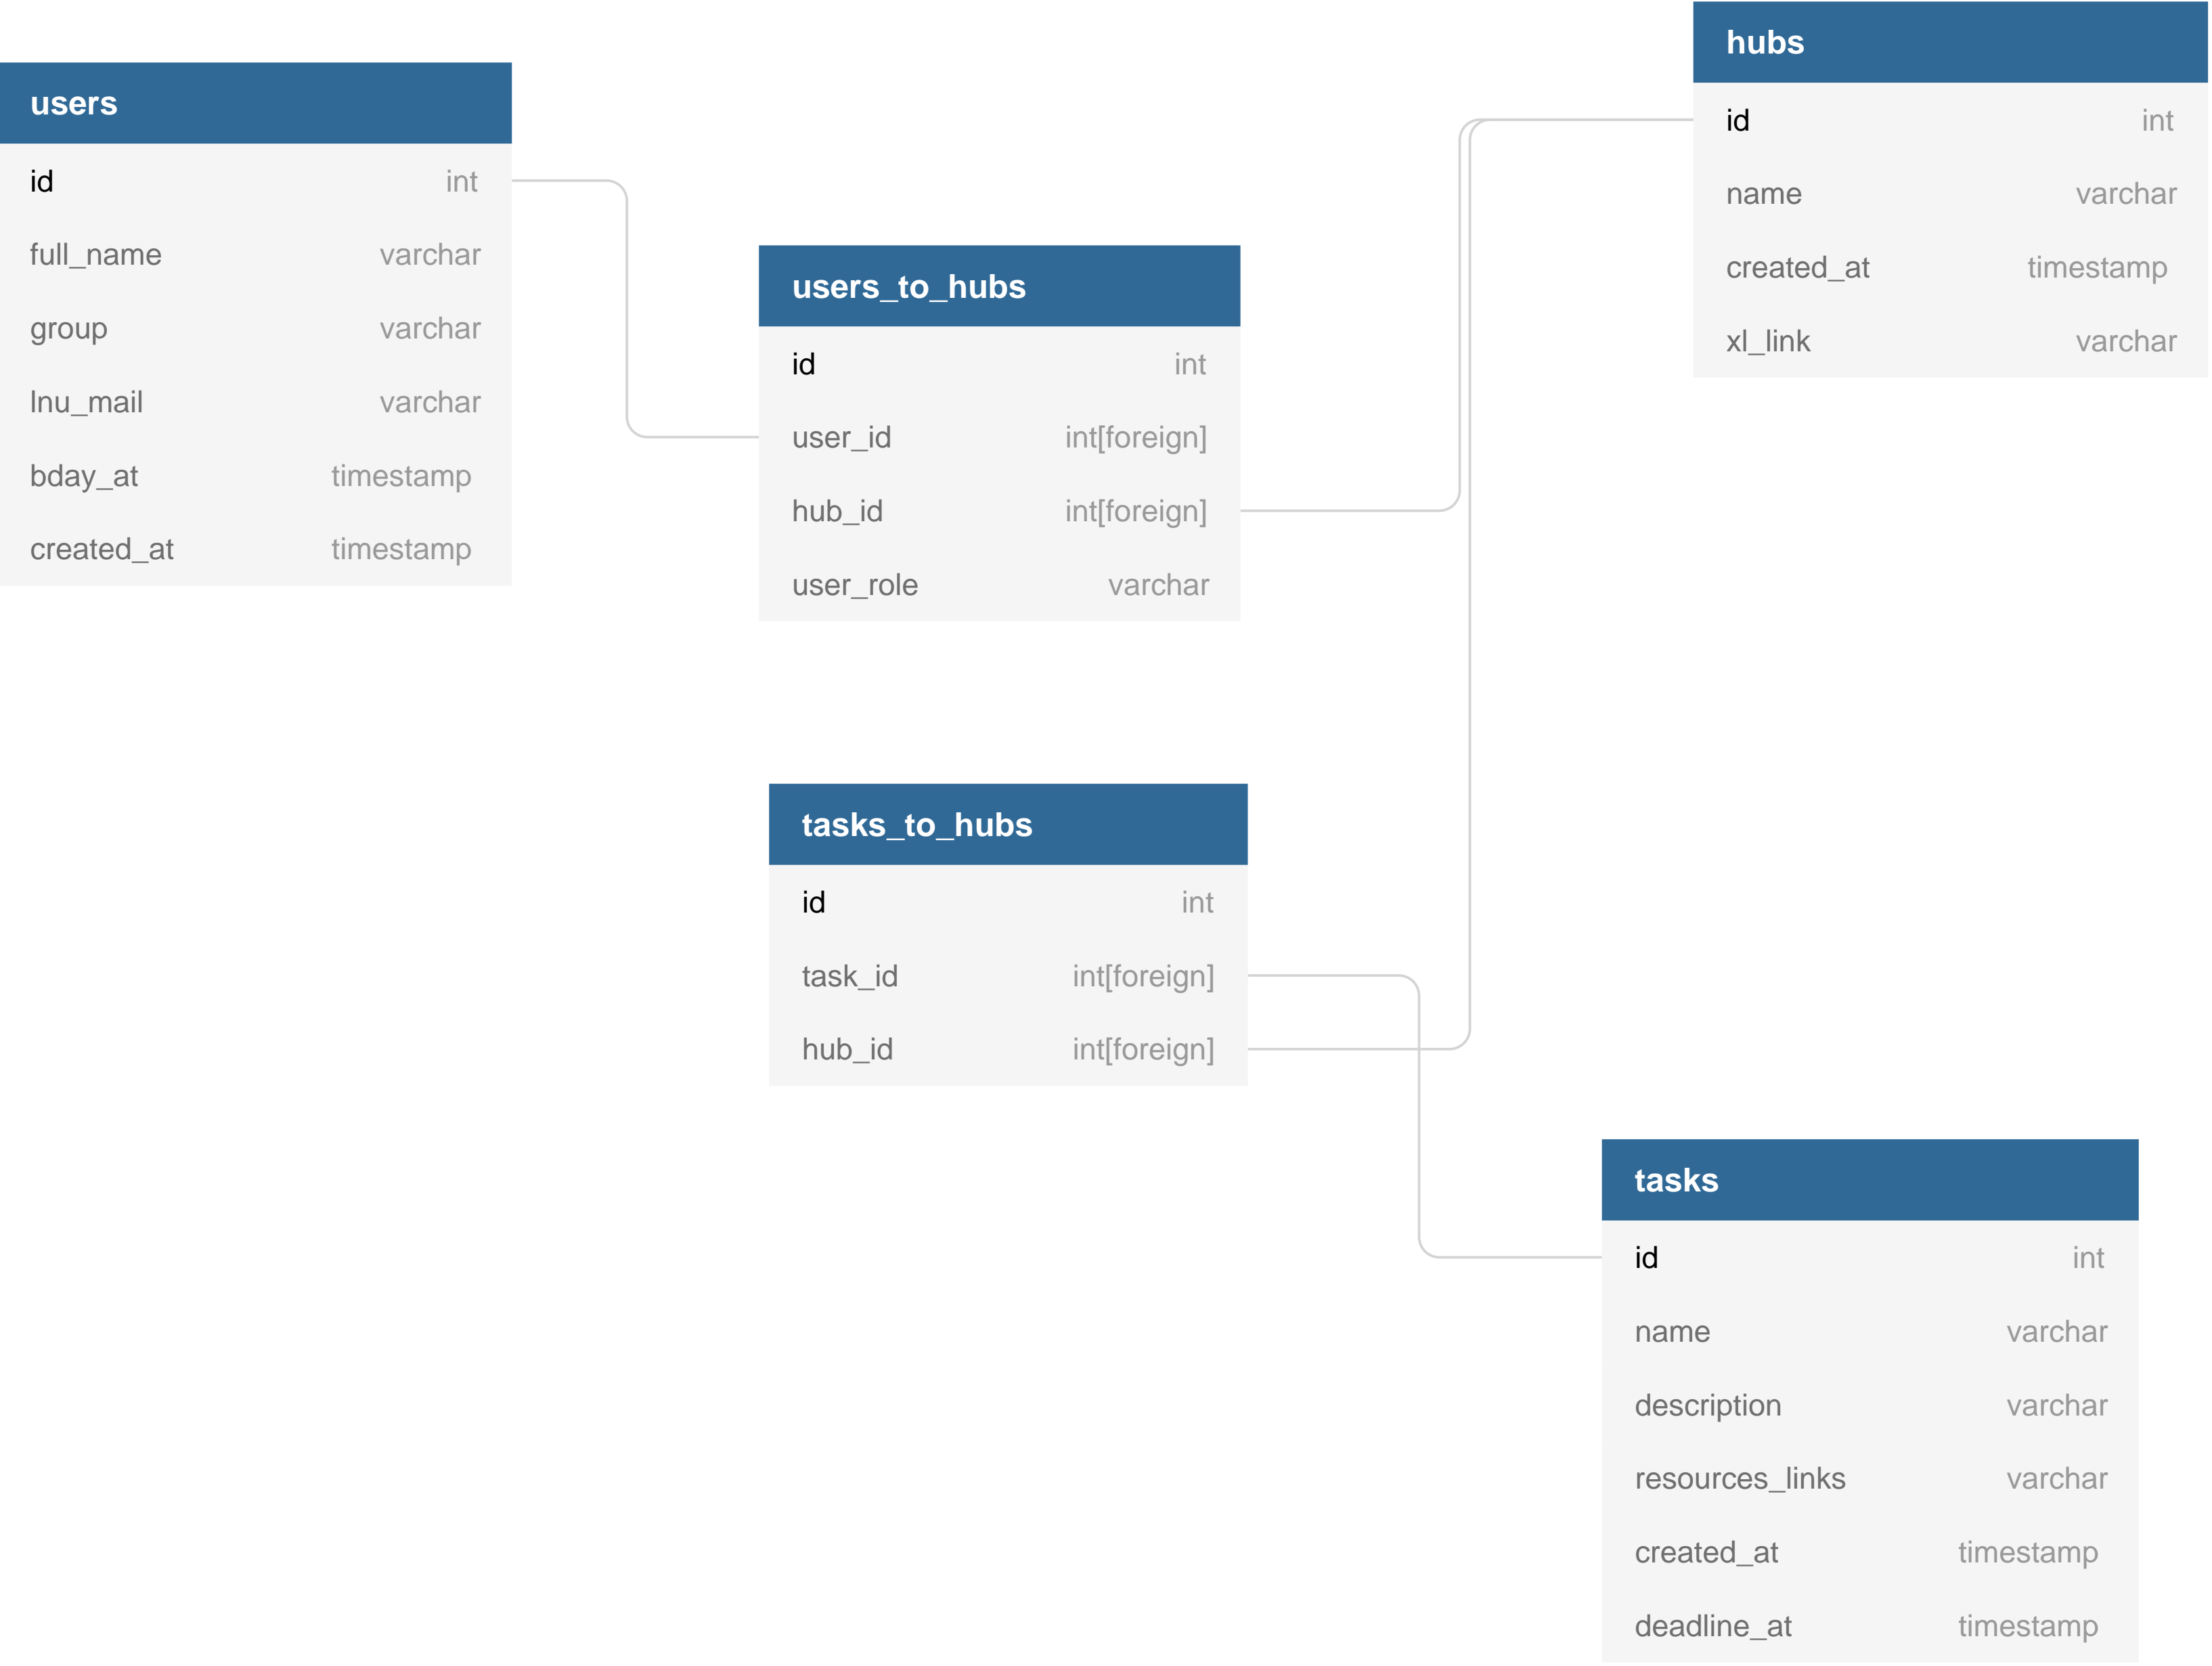 users
id int
full_name varchar
group varchar
lnu_mail varchar
bday_at timestamp
created_at timestamp
users_to_hubs
id int
user_id int[foreign]
hub_id int[foreign]
user_role varchar
hubs
id int
name varchar
created_at timestamp
xl_link varchar
tasks_to_hubs
id int
task_id int[foreign]
hub_id int[foreign]
tasks
id int
name varchar
description varchar
resources_links varchar
created_at timestamp
deadline_at timestamp